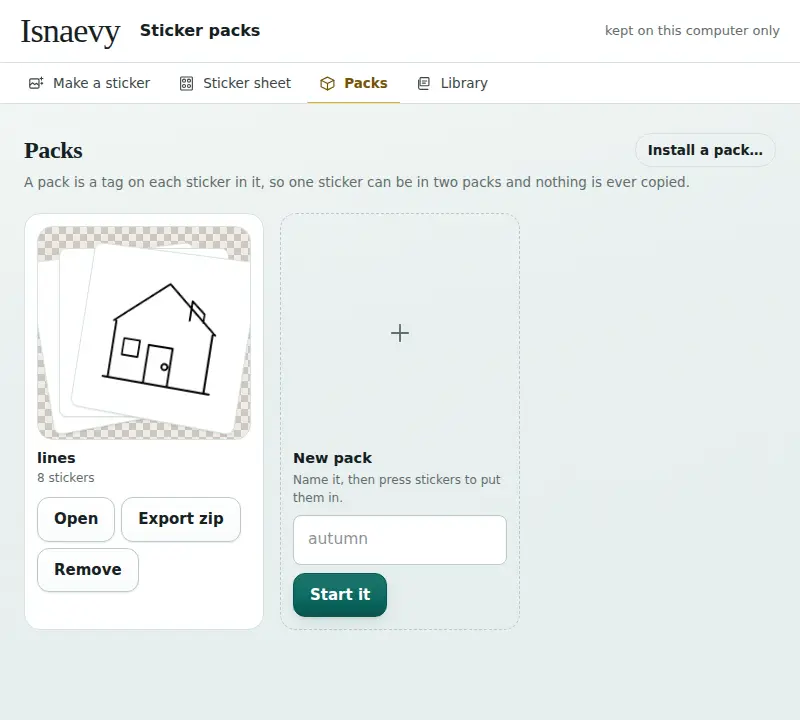 Isnaevy
Sticker packs
kept on this computer only
Make a sticker
Sticker sheet
Packs
Library
Packs
Install a pack…
A pack is a tag on each sticker in it, so one sticker can be in two packs and nothing is ever copied.
lines
8 stickers
Open
Export zip
Remove
New pack
Name it, then press stickers to put
them in.
autumn
Start it